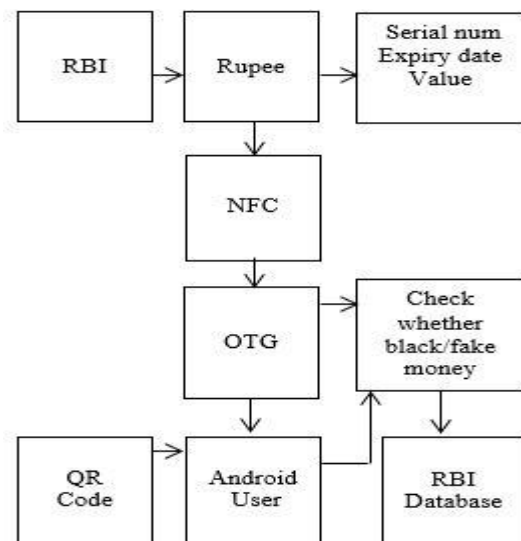 RBI
Rupee
Serial num
Expiry date
Value
NFC
OTG
Check
whether
black/fake
money
QR
Code
Android
User
RBI
Database